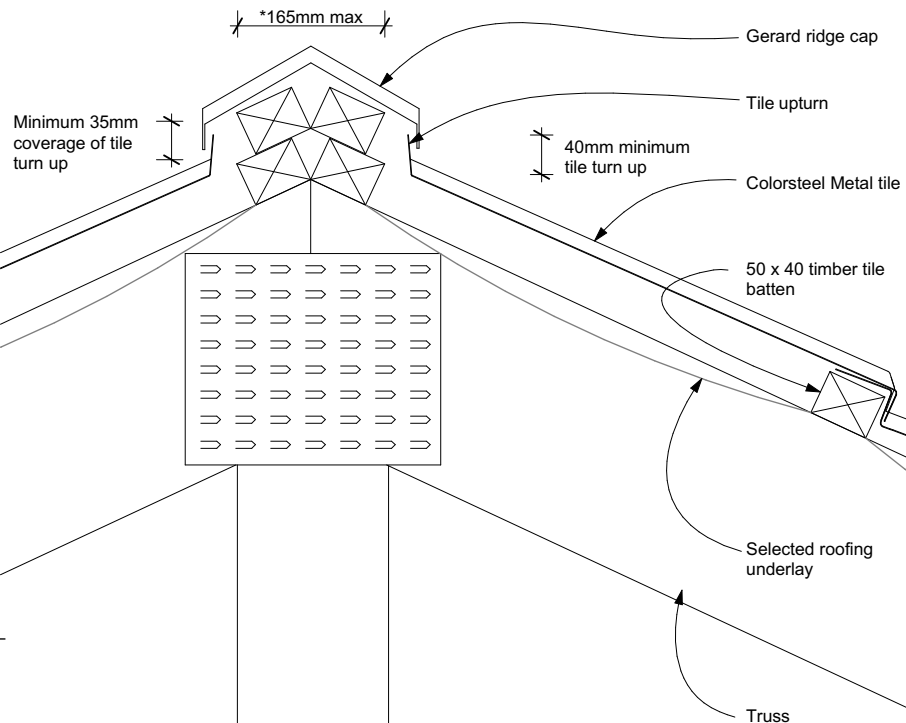 *165mm max
Gerard ridge cap
Tile upturn
Minimum 35mm
coverage of tile
turn up
40mm minimum
tile turn up
Colorsteel Metal tile
50 x 40 timber tile
batten
Selected roofing
underlay
Truss